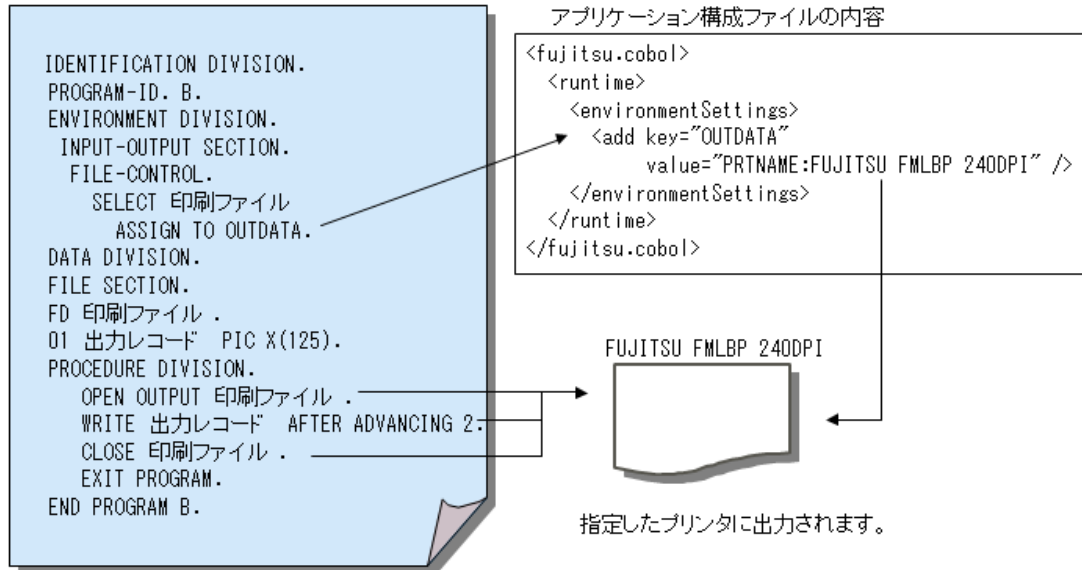 IDENTIFICATION DIVISION.
PROGRAM-ID. B.
ENVIRONMENT DIVISION.
INPUT-OUTPUT SECTION.
FILE-CONTROL.
SELECT 印刷ファイル
ASSIGN TO OUTDATA.
DATA DIVISION.
FILE SECTION.
FD 印刷ファイル .
01 出力レコード PIC X(125).
PROCEDURE DIVISION.
OPEN OUTPUT 印刷ファイル .
WRITE 出力レコード AFTER ADVANCING 2.
CLOSE 印刷ファイル .
EXIT PROGRAM.
END PROGRAM B.
アプリケーション構成ファイルの内容
<fujitsu.cobol>
<runtime>
<environmentSettings>
<add key="OUTDATA"
value="PRTNAME:FUJITSU FMLBP 240DPI" />
</environmentSettings>
</runtime>
</fujitsu.cobol>
FUJITSU FMLBP 240DPI
指定したプリンタに出力されます。